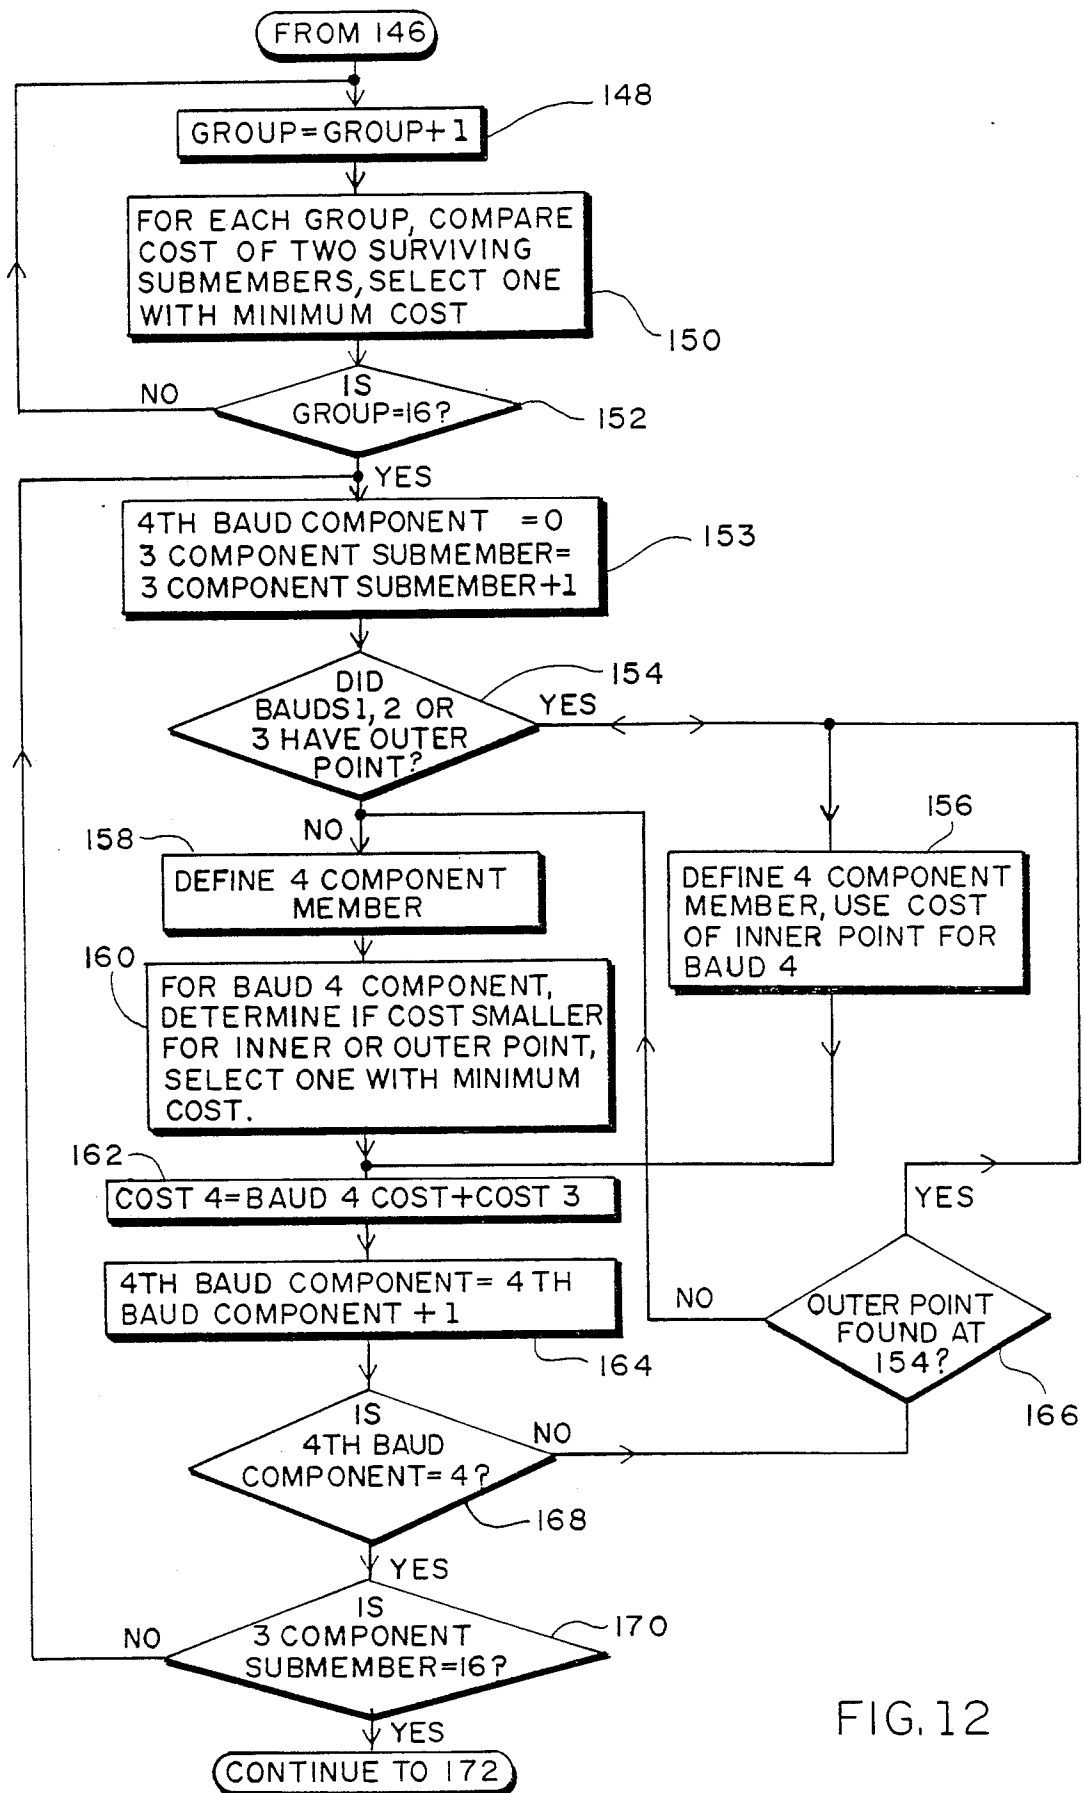 FROM 146
148
GROUP=GROUP+1
FOR EACH GROUP, COMPARE
COST OF TWO SURVIVING
SUBMEMBERS, SELECT ONE
WITH MINIMUM COST
150
NO
IS
GROUP=16?
152
YES
4TH BAUD COMPONENT =0
3 COMPONENT SUBMEMBER=
3 COMPONENT SUBMEMBER+1
153
DID
BAUDS 1, 2 OR
3 HAVE OUTER
POINT?
154
YES
NO
158
DEFINE 4 COMPONENT
MEMBER
156
DEFINE 4 COMPONENT
MEMBER, USE COST
OF INNER POINT FOR
BAUD 4
160
FOR BAUD 4 COMPONENT,
DETERMINE IF COST SMALLER
FOR INNER OR OUTER POINT,
SELECT ONE WITH MINIMUM
COST.
162
COST 4=BAUD 4 COST+COST 3
4TH BAUD COMPONENT= 4TH
BAUD COMPONENT +1
164
YES
NO
OUTER POINT
FOUND AT
154?
166
IS
4TH BAUD
COMPONENT=4?
NO
168
YES
IS
3 COMPONENT
SUBMEMBER=16?
170
NO
YES
CONTINUE TO 172
FIG. 12